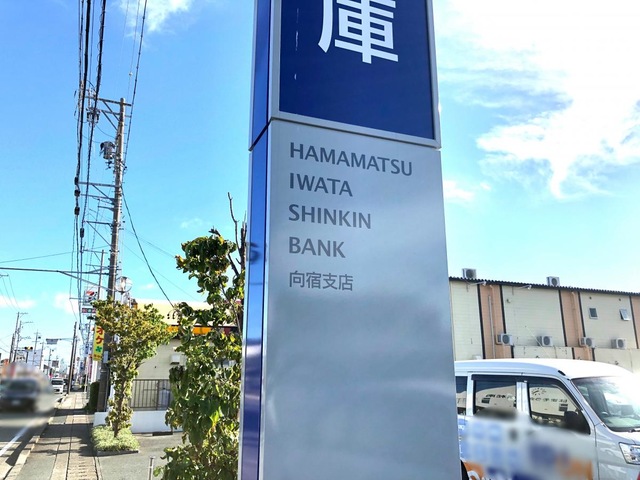 庫
HAMAMATSU
IWATA
SHINKIN
BANK
向宿支店